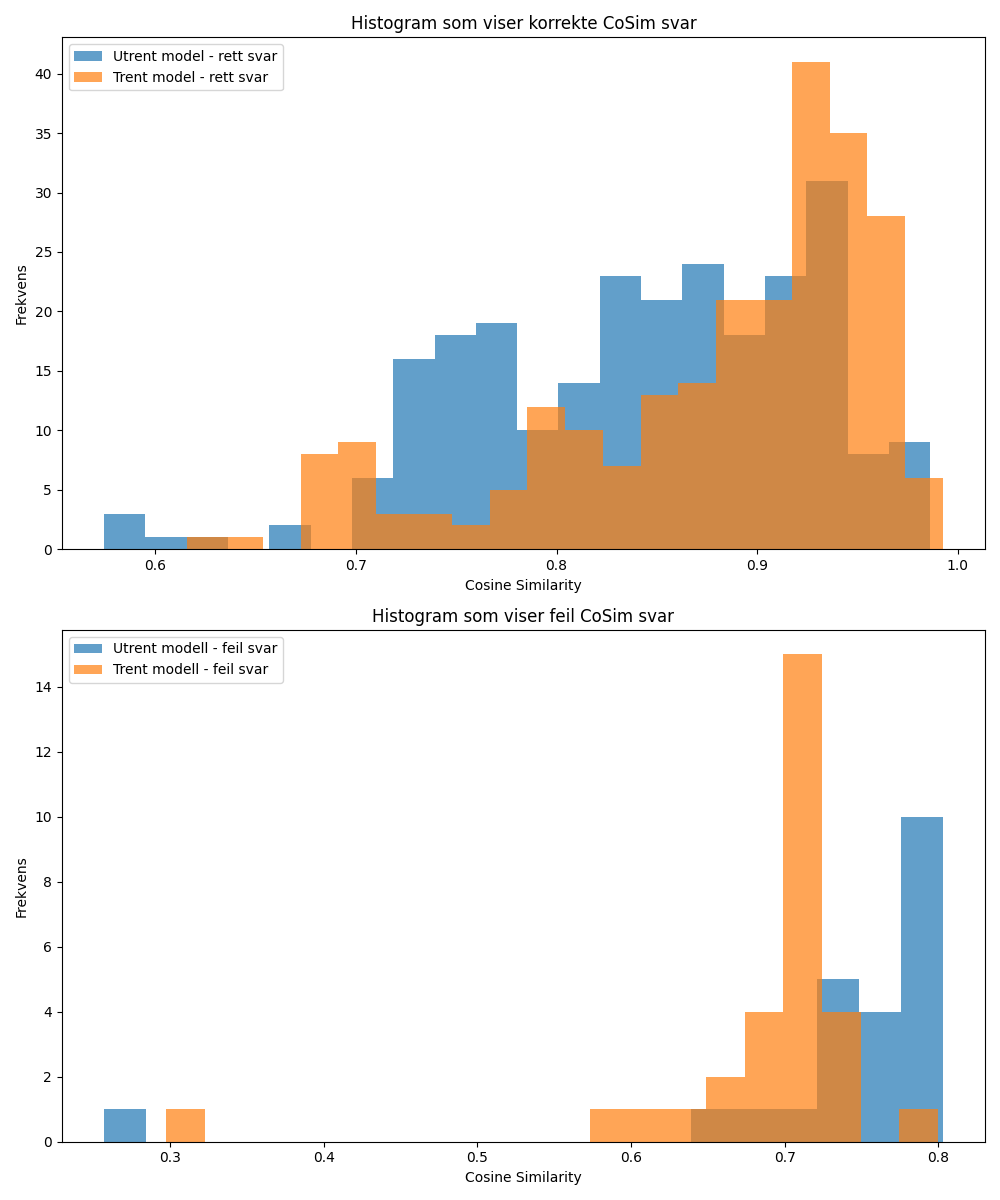 Histogram som viser korrekte CoSim svar
Utrent model - rett svar
Trent model - rett svar
40
35
30
25
20
15
10
5
0
Frekvens
0.6 0.7 0.8 0.9 1.0
Cosine Similarity
Histogram som viser feil CoSim svar
Utrent modell - feil svar
Trent modell - feil svar
14
12
10
8
6
4
2
0
Frekvens
0.3 0.4 0.5 0.6 0.7 0.8
Cosine Similarity